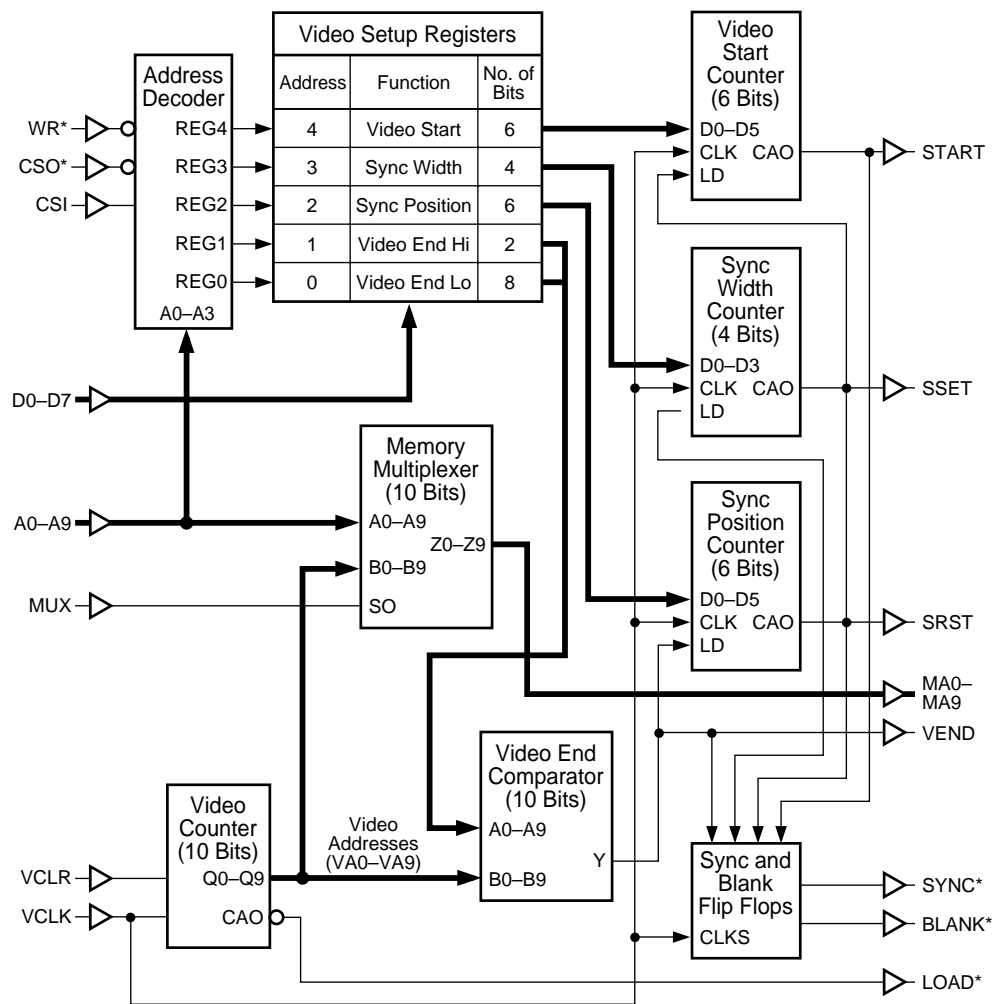 Video Setup Registers
Address Function No. of Bits
4 Video Start 6
3 Sync Width 4
2 Sync Position 6
1 Video End Hi 2
0 Video End Lo 8
Address
Decoder
WR*
CSO*
CSI
REG4
REG3
REG2
REG1
REG0
A0–A3
D0–D7
A0–A9
MUX
Memory
Multiplexer
(10 Bits)
A0–A9
Z0–Z9
B0–B9
SO
Video
Start
Counter
(6 Bits)
D0–D5
CLK CAO
LD
START
Sync
Width
Counter
(4 Bits)
D0–D3
CLK CAO
LD
SSET
Sync
Position
Counter
(6 Bits)
D0–D5
CLK CAO
LD
SRST
MA0–
MA9
VEND
Video End
Comparator
(10 Bits)
A0–A9
Y
B0–B9
Video
Counter
(10 Bits)
Q0–Q9
CAO
Video
Addresses
(VA0–VA9)
VCLR
VCLK
Sync and
Blank
Flip Flops
CLKS
SYNC*
BLANK*
LOAD*